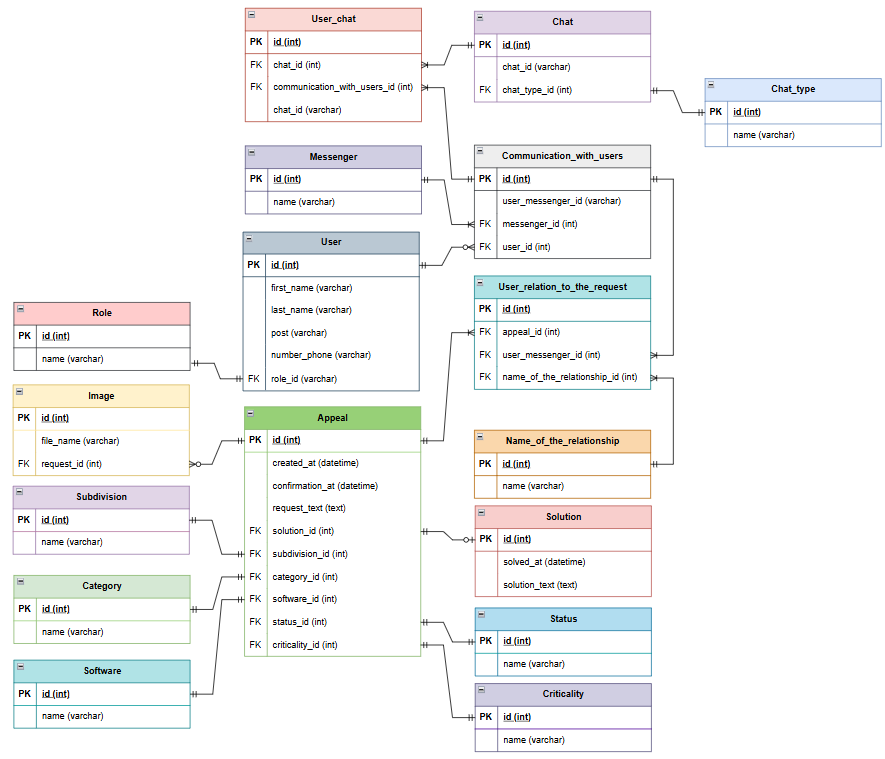 User_chat
PK id (int)
FK chat_id (int)
FK communication_with_users_id (int)
chat_id (varchar)
Chat
PK id (int)
chat_id (varchar)
FK chat_type_id (int)
Chat_type
PK id (int)
name (varchar)
Messenger
PK id (int)
name (varchar)
Communication_with_users
PK id (int)
user_messenger_id (varchar)
FK messenger_id (int)
FK user_id (int)
User
PK id (int)
first_name (varchar)
last_name (varchar)
post (varchar)
number_phone (varchar)
FK role_id (varchar)
User_relation_to_the_request
PK id (int)
FK appeal_id (int)
FK user_messenger_id (int)
FK name_of_the_relationship_id (int)
Role
PK id (int)
name (varchar)
Image
PK id (int)
file_name (varchar)
FK request_id (int)
Appeal
PK id (int)
created_at (datetime)
confirmation_at (datetime)
request_text (text)
FK solution_id (int)
FK subdivision_id (int)
FK category_id (int)
FK software_id (int)
FK status_id (int)
FK criticality_id (int)
Name_of_the_relationship
PK id (int)
name (varchar)
Subdivision
PK id (int)
name (varchar)
Solution
PK id (int)
solved_at (datetime)
solution_text (text)
Category
PK id (int)
name (varchar)
Status
PK id (int)
name (varchar)
Software
PK id (int)
name (varchar)
Criticality
PK id (int)
name (varchar)